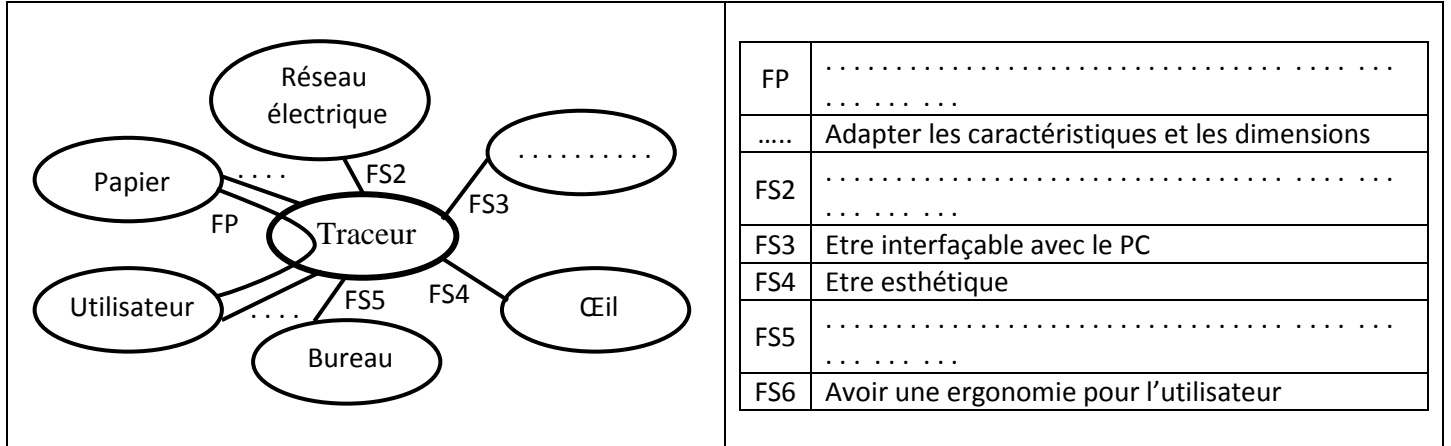 Réseau
électrique
. . . . . . . . . .
Papier
. . . .
FS2
FS3
FP
Traceur
Utilisateur
. . . .
FS5
FS4
Œil
Bureau
FP
. . . . . . . . . . . . . . . . . . . . . . . . . . . . . . . . . . . . . . . .
... ... ...
.....
Adapter les caractéristiques et les dimensions
FS2
. . . . . . . . . . . . . . . . . . . . . . . . . . . . . . . . . . . . . . . .
... ... ...
FS3
Etre interfaçable avec le PC
FS4
Etre esthétique
FS5
. . . . . . . . . . . . . . . . . . . . . . . . . . . . . . . . . . . . . . . .
... ... ...
FS6
Avoir une ergonomie pour l’utilisateur